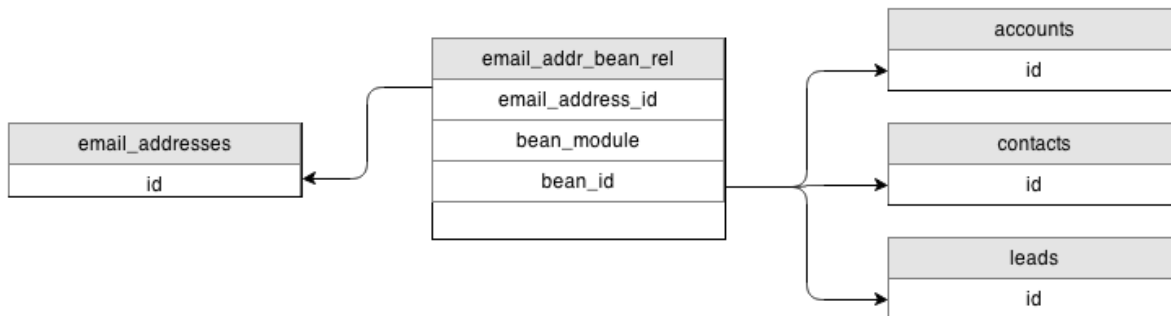 email_addresses
id
email_addr_bean_rel
email_address_id
bean_module
bean_id
accounts
id
contacts
id
leads
id